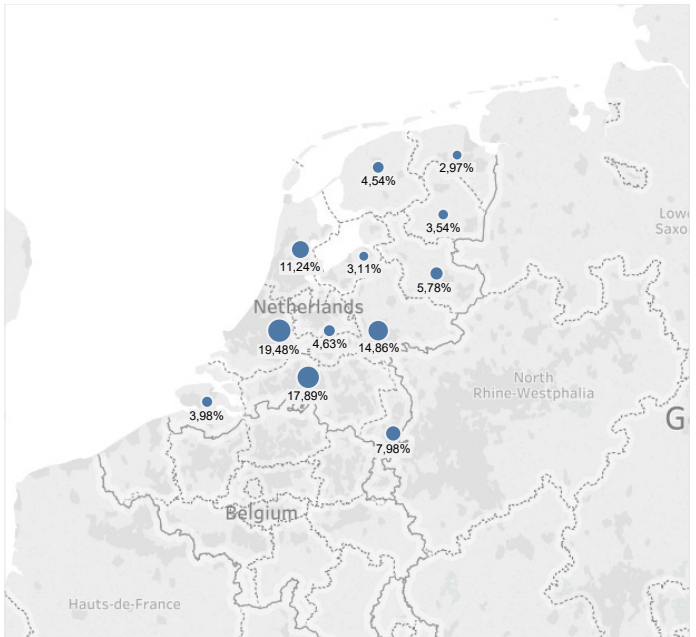 2,97%
4,54%
Lowe
Saxo
3,54%
11,24%
3,11%
5,78%
Netherlands
19,48%
4,63%
14,86%
North
Rhine-Westphalia
17,89%
3,98%
G
7,98%
Belgium
Hauts-de-France